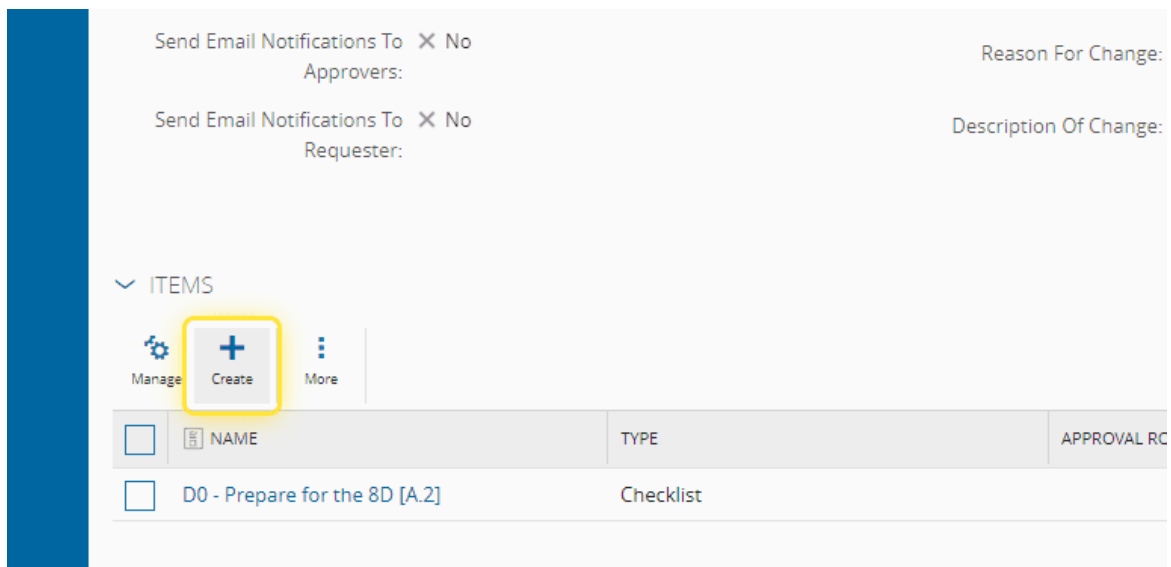 Send Email Notifications To Approvers: No
Reason For Change:
Send Email Notifications To Requester: No
Description Of Change:
ITEMS
Manage Create More
NAME TYPE APPROVAL
D0 - Prepare for the 8D [A.2] Checklist